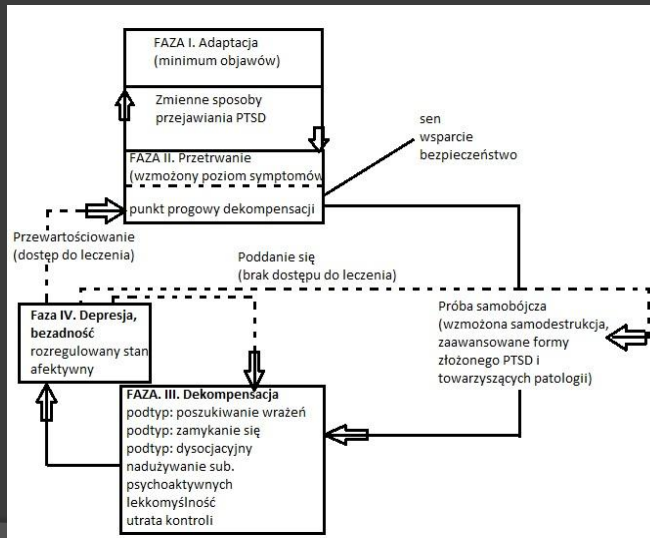 FAZA I. Adaptacja
(minimum objawów)
Zmienne sposoby
przejawiania PTSD
sen
wsparcie
bezpieczeństwo
FAZA II. Przetrwanie
(wzmożony poziom symptomów
punkt progowy dekompensacji
Przewartościowanie
(dostęp do leczenia)
Poddanie się
(brak dostępu do leczenia)
Faza IV. Depresja,
bezadność
rozregulowany stan
afektywny
Próba samobójcza
(wzmożona samodestrukcja,
zaawansowane formy
złożonego PTSD i
towarzyszących patologii)
FAZA. III. Dekompensacja
podtyp: poszukiwanie wrażeń
podtyp: zamykanie się
podtyp: dysocjacyjny
nadużywanie sub.
psychoaktywnych
lekkomyślność
utrata kontroli